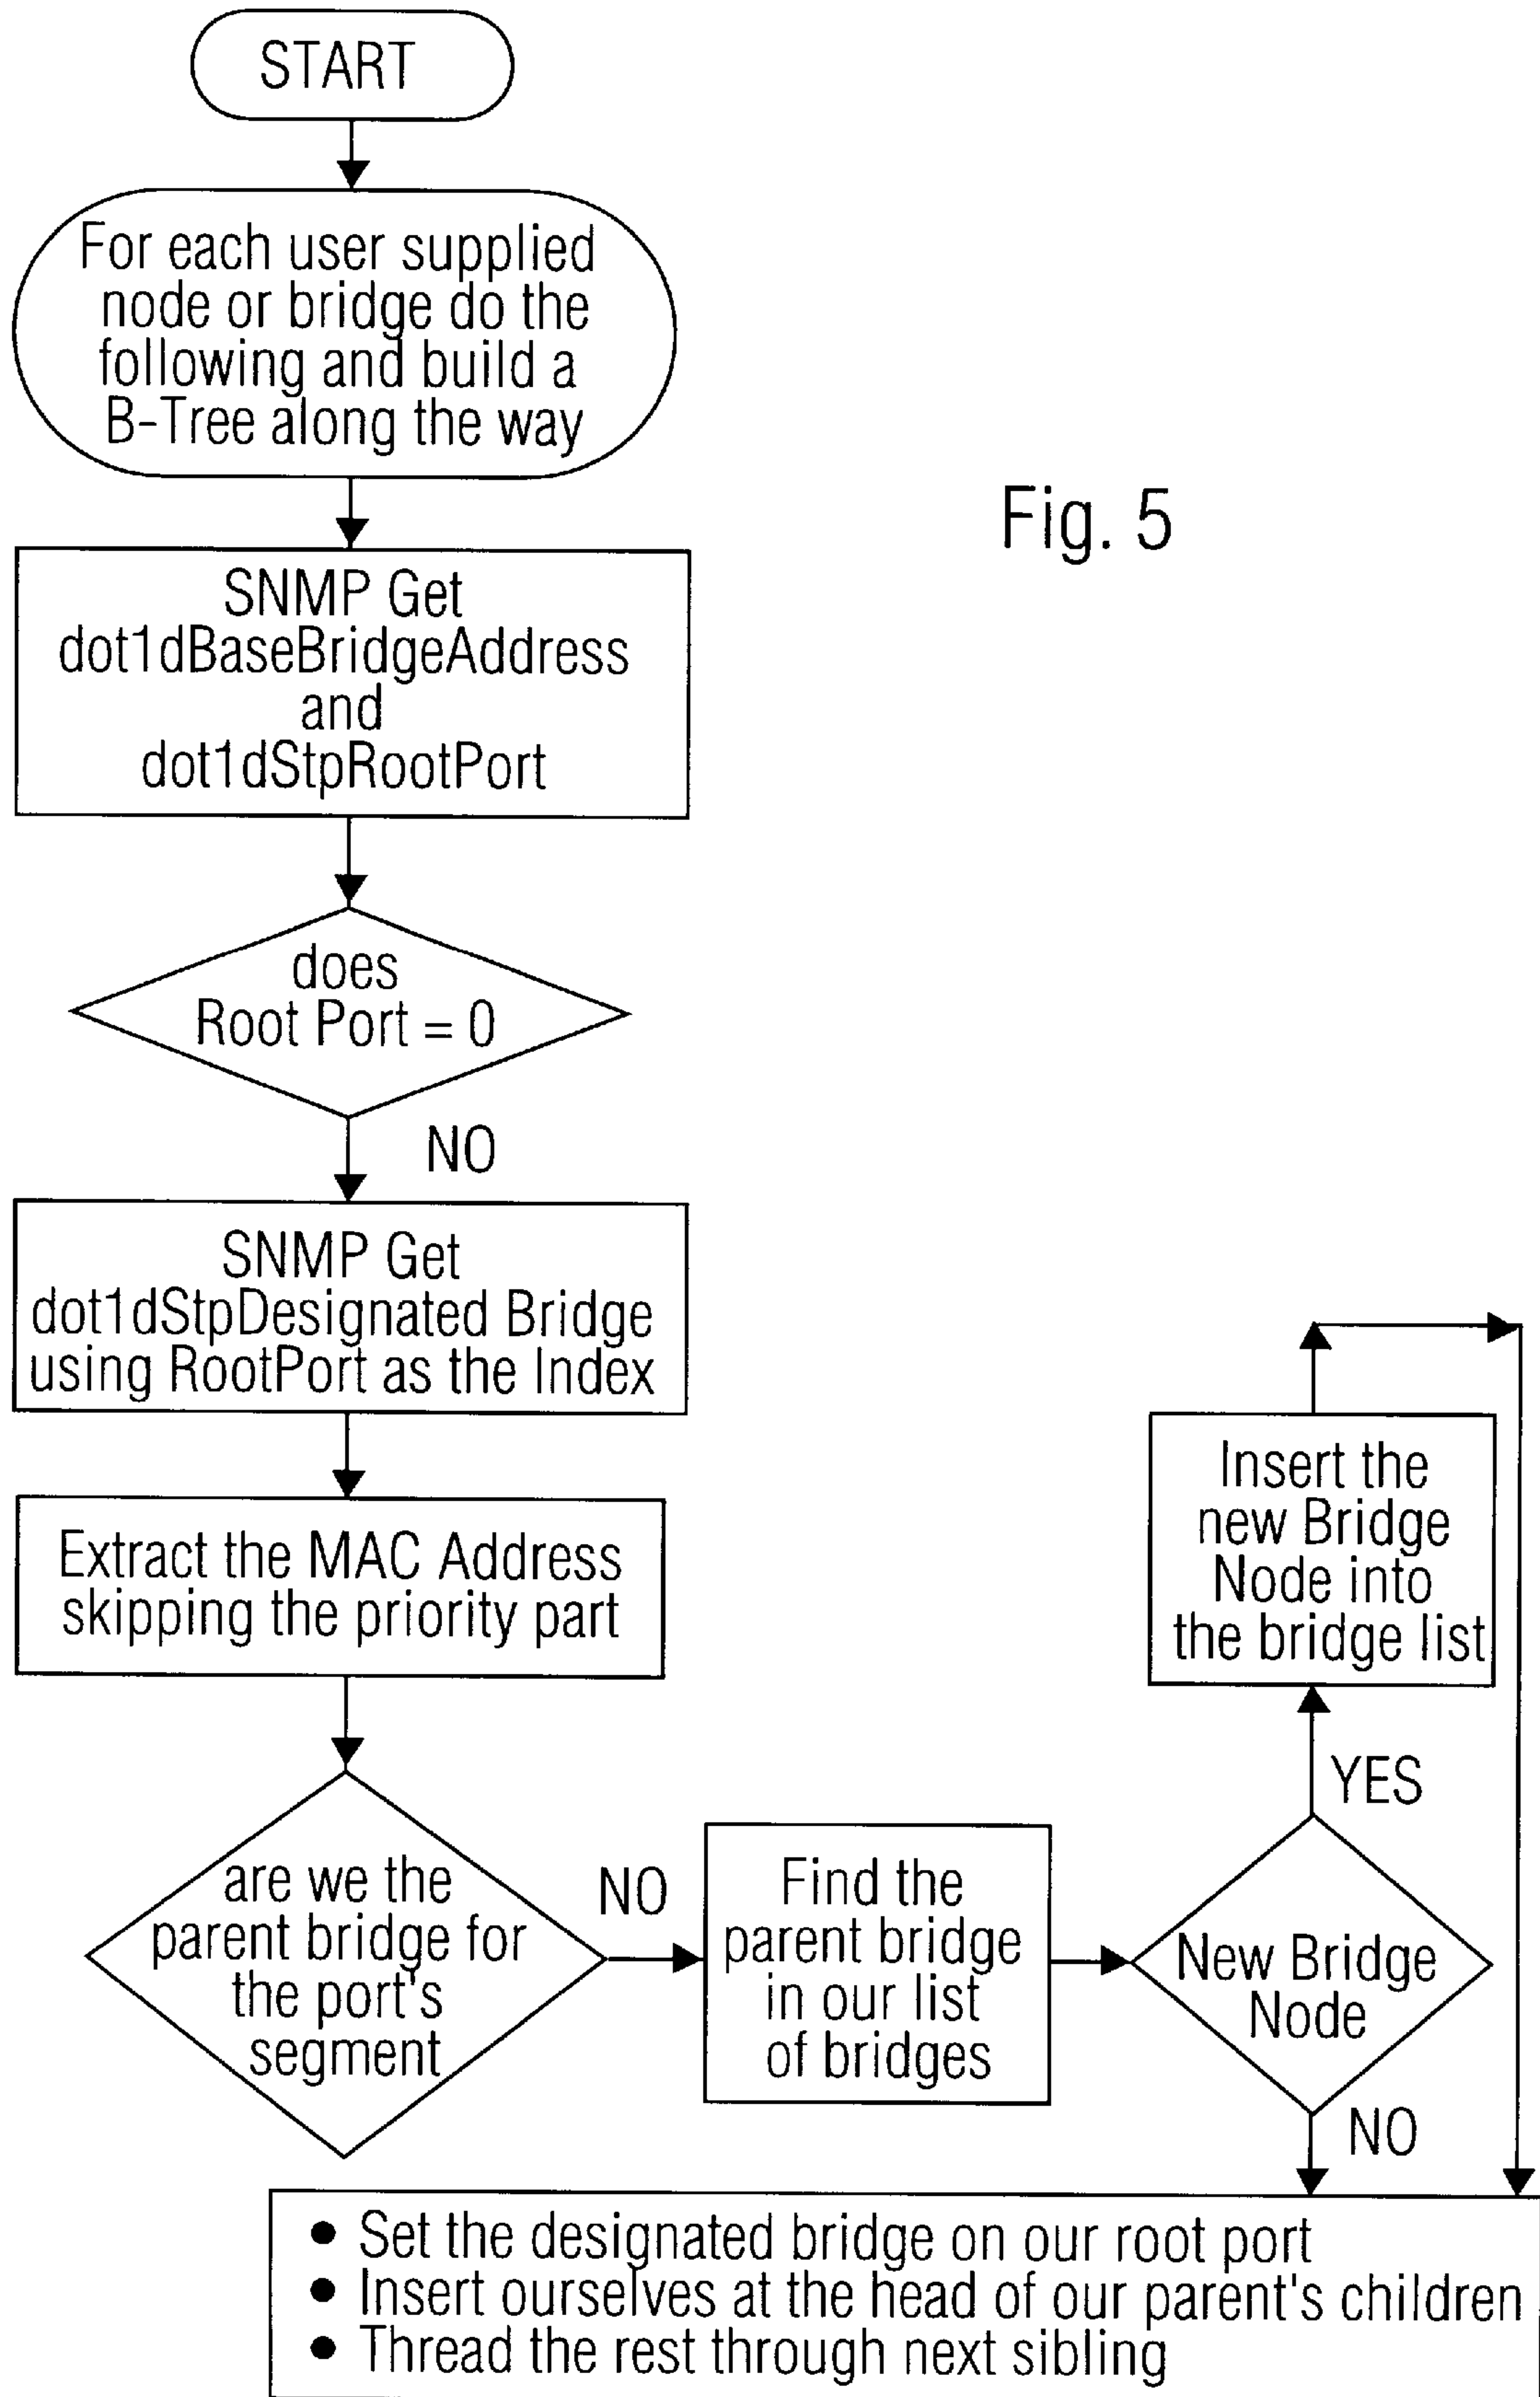 START
For each user supplied
node or bridge do the
following and build a
B-Tree along the way
Fig. 5
SNMP Get
dot1dBaseBridgeAddress
and
dot1dStpRootPort
does
Root Port = 0
NO
SNMP Get
dot1dStpDesignated Bridge
using RootPort as the Index
Extract the MAC Address
skipping the priority part
are we the
parent bridge for
the port's
segment
NO
Find the
parent bridge
in our list
of bridges
New Bridge
Node
YES
Insert the
new Bridge
Node into
the bridge list
NO
• Set the designated bridge on our root port
• Insert ourselves at the head of our parent's children
• Thread the rest through next sibling